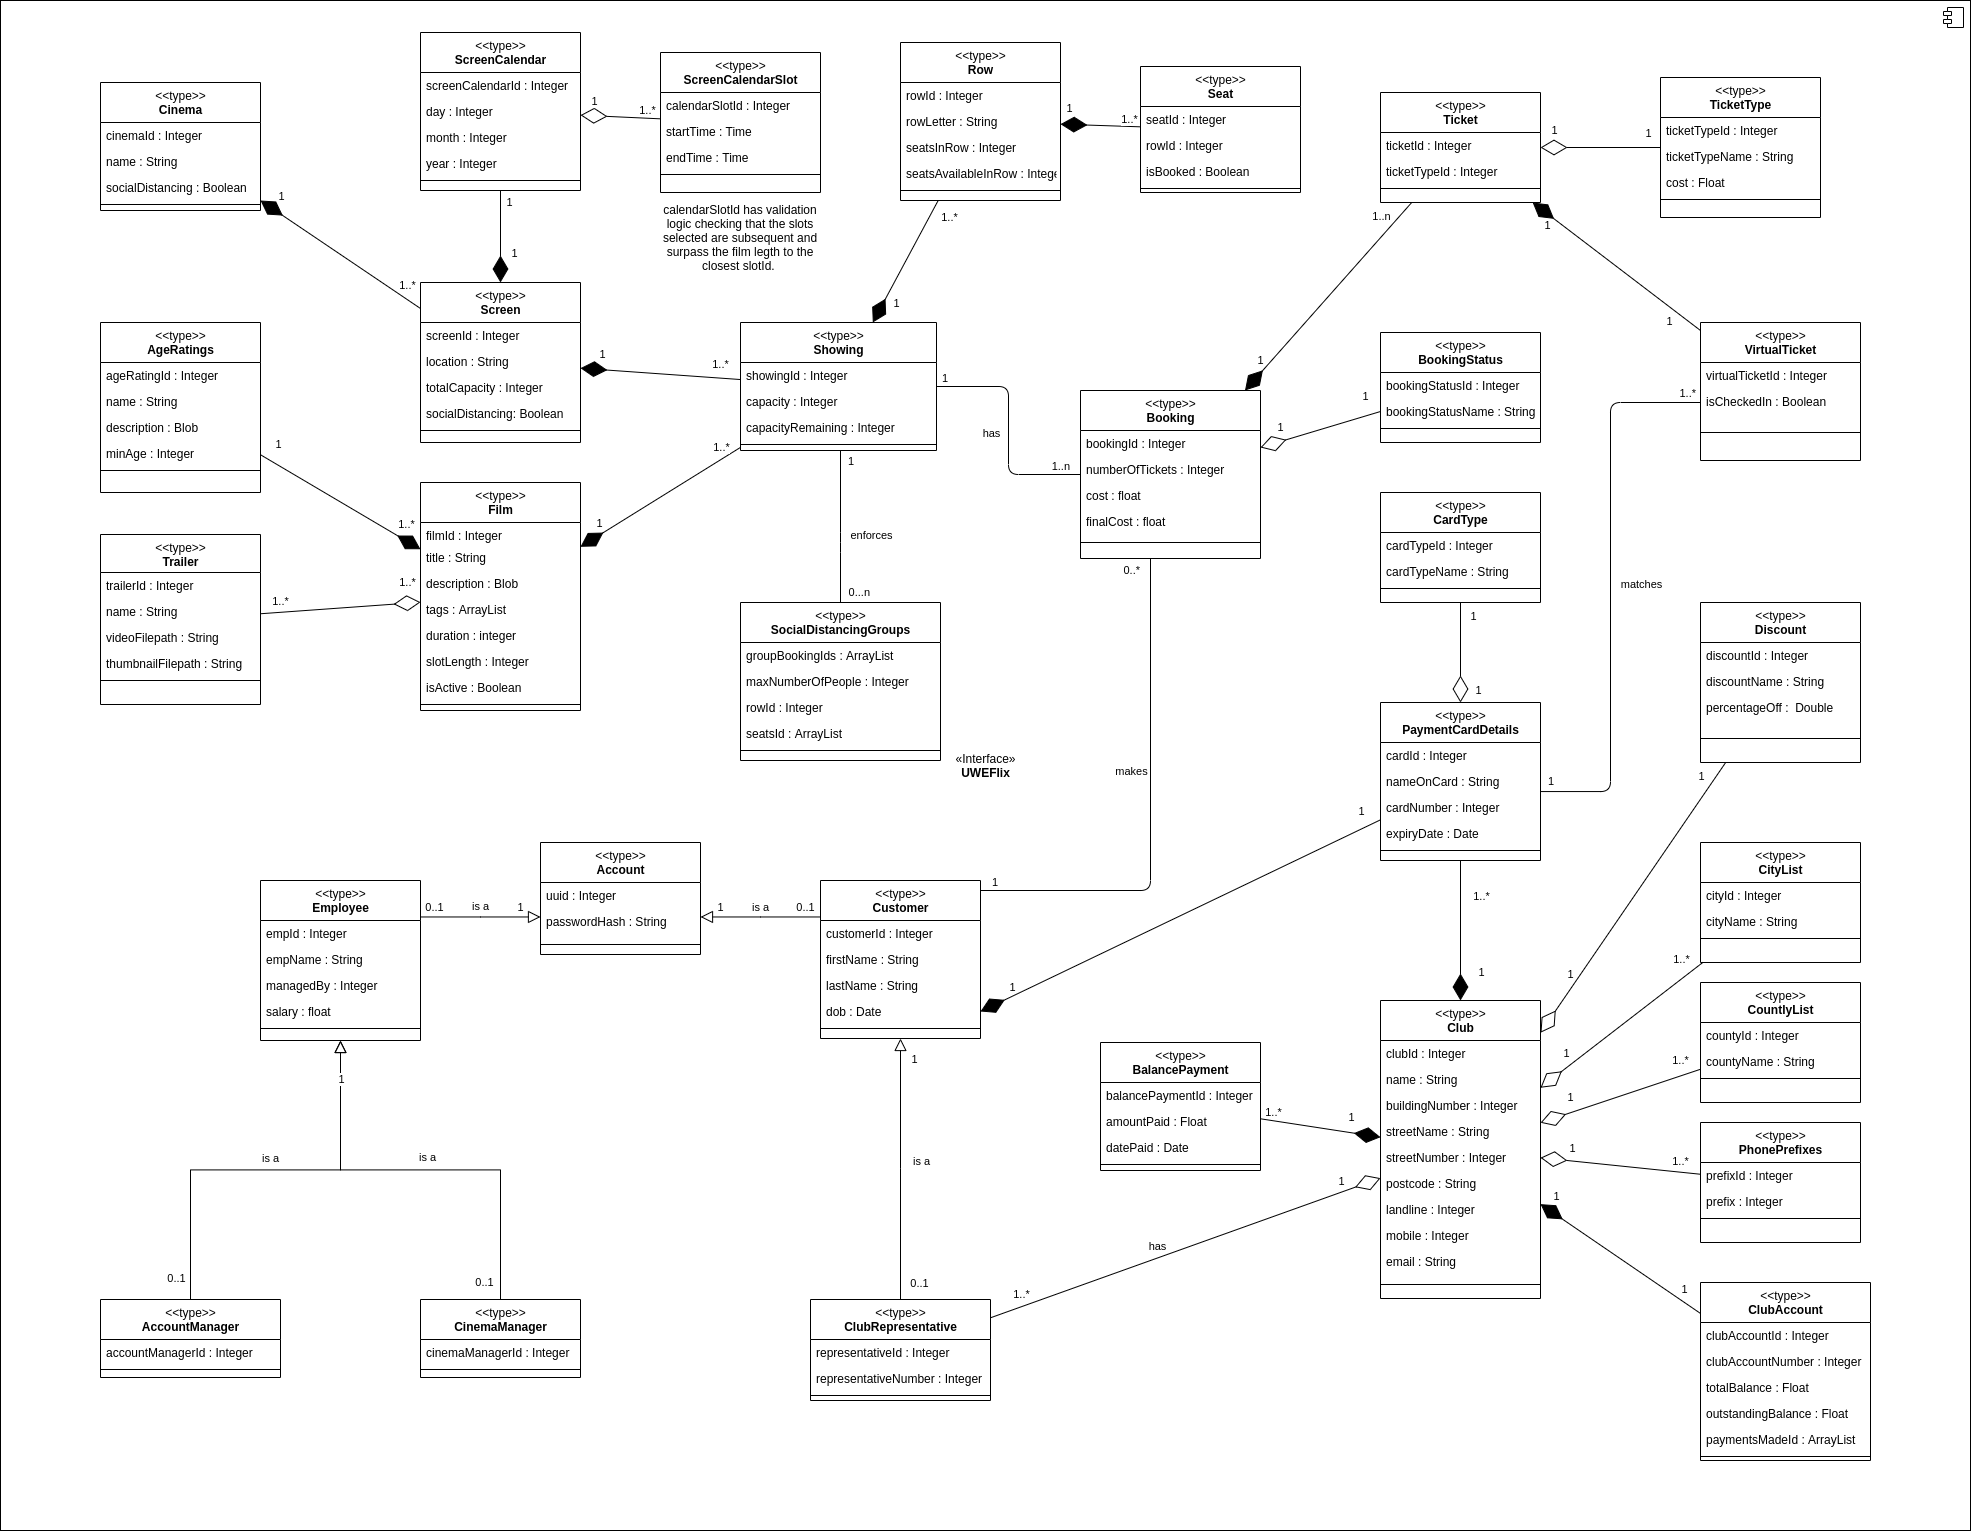 <<type>>
ScreenCalendar
screenCalendarId : Integer
day : Integer
month : Integer
year : Integer
1
1..*
<<type>>
ScreenCalendarSlot
calendarSlotId : Integer
startTime : Time
endTime : Time
calendarSlotId has validation
logic checking that the slots
selected are subsequent and
surpass the film legth to the
closest slotId.
<<type>>
Row
rowId : Integer
rowLetter : String
seatsInRow : Integer
seatsAvailableInRow : Intege
1
1..*
<<type>>
Seat
seatId : Integer
rowId : Integer
isBooked : Boolean
<<type>>
Ticket
ticketId : Integer
ticketTypeId : Integer
1
1
<<type>>
TicketType
ticketTypeId : Integer
ticketTypeName : String
cost : Float
<<type>>
Cinema
cinemaId : Integer
name : String
socialDistancing : Boolean
1
1..*
1
1
1..*
1
1..n
1
1
1
<<type>>
AgeRatings
ageRatingId : Integer
name : String
description : Blob
minAge : Integer
1
1..*
<<type>>
Screen
screenId : Integer
location : String
totalCapacity : Integer
socialDistancing: Boolean
1
1..*
<<type>>
Showing
showingId : Integer
capacity : Integer
capacityRemaining : Integer
1
has
1..n
<<type>>
Booking
bookingId : Integer
numberOfTickets : Integer
cost : float
finalCost : float
1
1
<<type>>
BookingStatus
bookingStatusId : Integer
bookingStatusName : String
<<type>>
VirtualTicket
virtualTicketId : Integer
isCheckedIn : Boolean
1..*
matches
1
<<type>>
Trailer
trailerId : Integer
name : String
videoFilepath : String
thumbnailFilepath : String
1..*
1..*
<<type>>
Film
filmId : Integer
title : String
description : Blob
tags : ArrayList
duration : integer
slotLength : Integer
isActive : Boolean
1
1..*
1
enforces
0...n
<<type>>
SocialDistancingGroups
groupBookingIds : ArrayList
maxNumberOfPeople : Integer
rowId : Integer
seatsId : ArrayList
«Interface»
UWEFlix
0..*
makes
1
<<type>>
CardType
cardTypeId : Integer
cardTypeName : String
1
1
<<type>>
PaymentCardDetails
cardId : Integer
nameOnCard : String
cardNumber : Integer
expiryDate : Date
1
1
1..*
1
<<type>>
Discount
discountId : Integer
discountName : String
percentageOff :  Double
1
1
<<type>>
Employee
empId : Integer
empName : String
managedBy : Integer
salary : float
0..1
is a
1
<<type>>
Account
uuid : Integer
passwordHash : String
1
is a
0..1
<<type>>
Customer
customerId : Integer
firstName : String
lastName : String
dob : Date
<<type>>
CityList
cityId : Integer
cityName : String
1..*
1
<<type>>
CountlyList
countyId : Integer
countyName : String
1..*
1
<<type>>
PhonePrefixes
prefixId : Integer
prefix : Integer
1..*
1
<<type>>
BalancePayment
balancePaymentId : Integer
amountPaid : Float
datePaid : Date
1..*
1
<<type>>
Club
clubId : Integer
name : String
buildingNumber : Integer
streetName : String
streetNumber : Integer
postcode : String
landline : Integer
mobile : Integer
email : String
1
1
1
has
1..*
1
is a
0..1
1
is a
is a
0..1
0..1
<<type>>
AccountManager
accountManagerId : Integer
<<type>>
CinemaManager
cinemaManagerId : Integer
<<type>>
ClubRepresentative
representativeId : Integer
representativeNumber : Integer
<<type>>
ClubAccount
clubAccountId : Integer
clubAccountNumber : Integer
totalBalance : Float
outstandingBalance : Float
paymentsMadeId : ArrayList